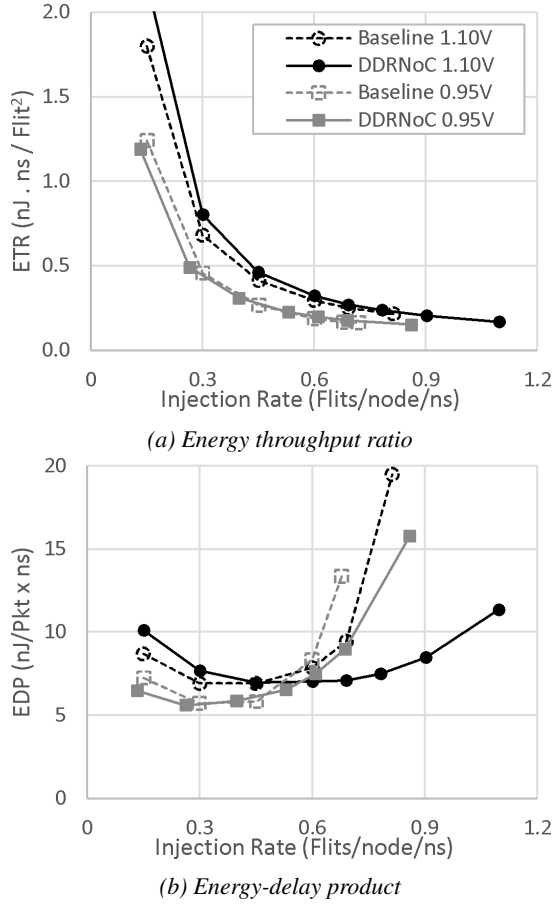 2.0
1.5
1.0
0.5
0.0
ETR (nJ . ns / Flit²)
Baseline 1.10V
DDRNoC 1.10V
Baseline 0.95V
DDRNoC 0.95V
0 0.3 0.6 0.9 1.2
Injection Rate (Flits/node/ns)
(a) Energy throughput ratio
20
15
10
5
0
EDP (nJ/Pkt x ns)
0 0.3 0.6 0.9 1.2
Injection Rate (Flits/node/ns)
(b) Energy-delay product